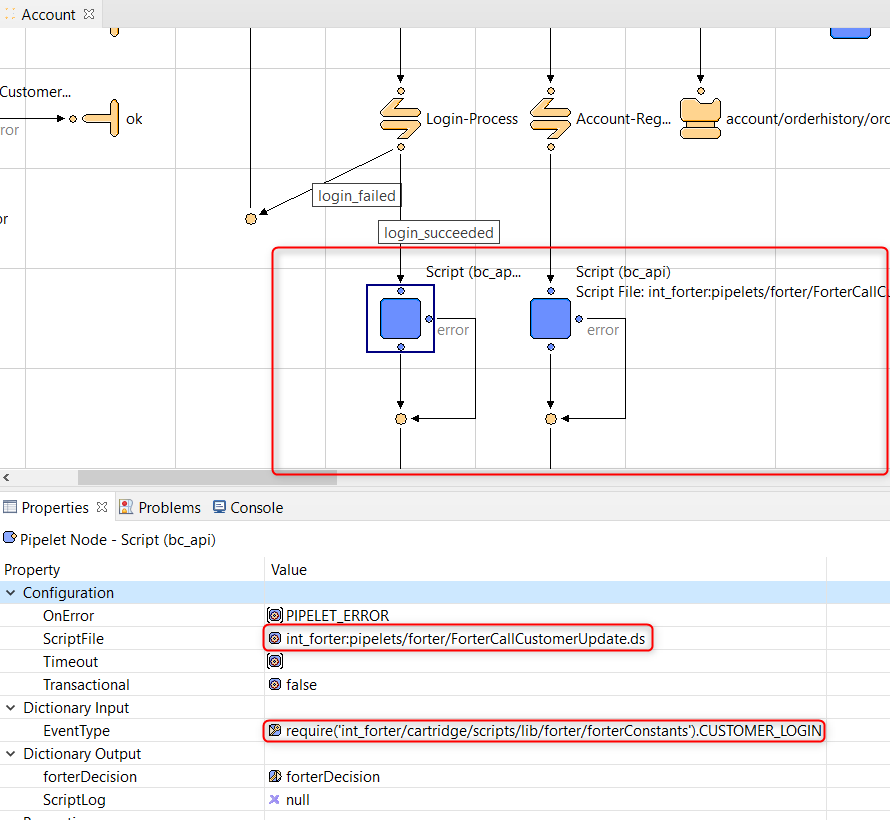 Account
Customer...
ror
ok
Login-Process
Account-Reg...
account/orderhistory/orc
or
login_failed
login_succeeded
Script (bc_ap...
Script (bc_api)
Script File: int_forter:pipelets/forter/ForterCallC
error
error
Properties
Problems
Console
Pipelet Node - Script (bc_api)
Property Value
Configuration
OnError PIPELET_ERROR
ScriptFile int_forter:pipelets/forter/ForterCallCustomerUpdate.ds
Timeout
Transactional false
Dictionary Input
EventType require('int_forter/cartridge/scripts/lib/forter/forterConstants').CUSTOMER_LOGIN
Dictionary Output
forterDecision forterDecision
ScriptLog null